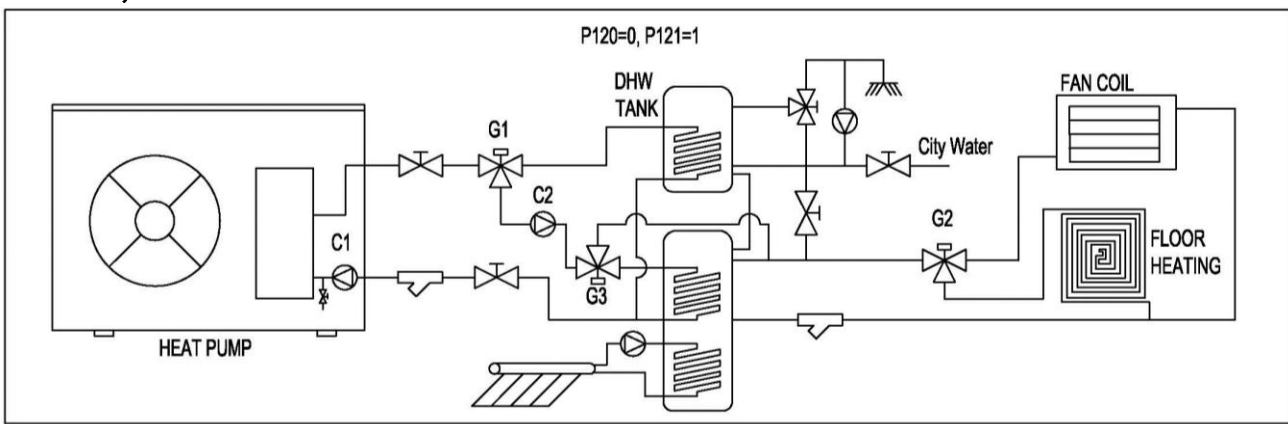 P120=0, P121=1
DHW
TANK
FAN COIL
G1
City Water
C2
G2
C1
FLOOR
HEATING
G3
HEAT PUMP